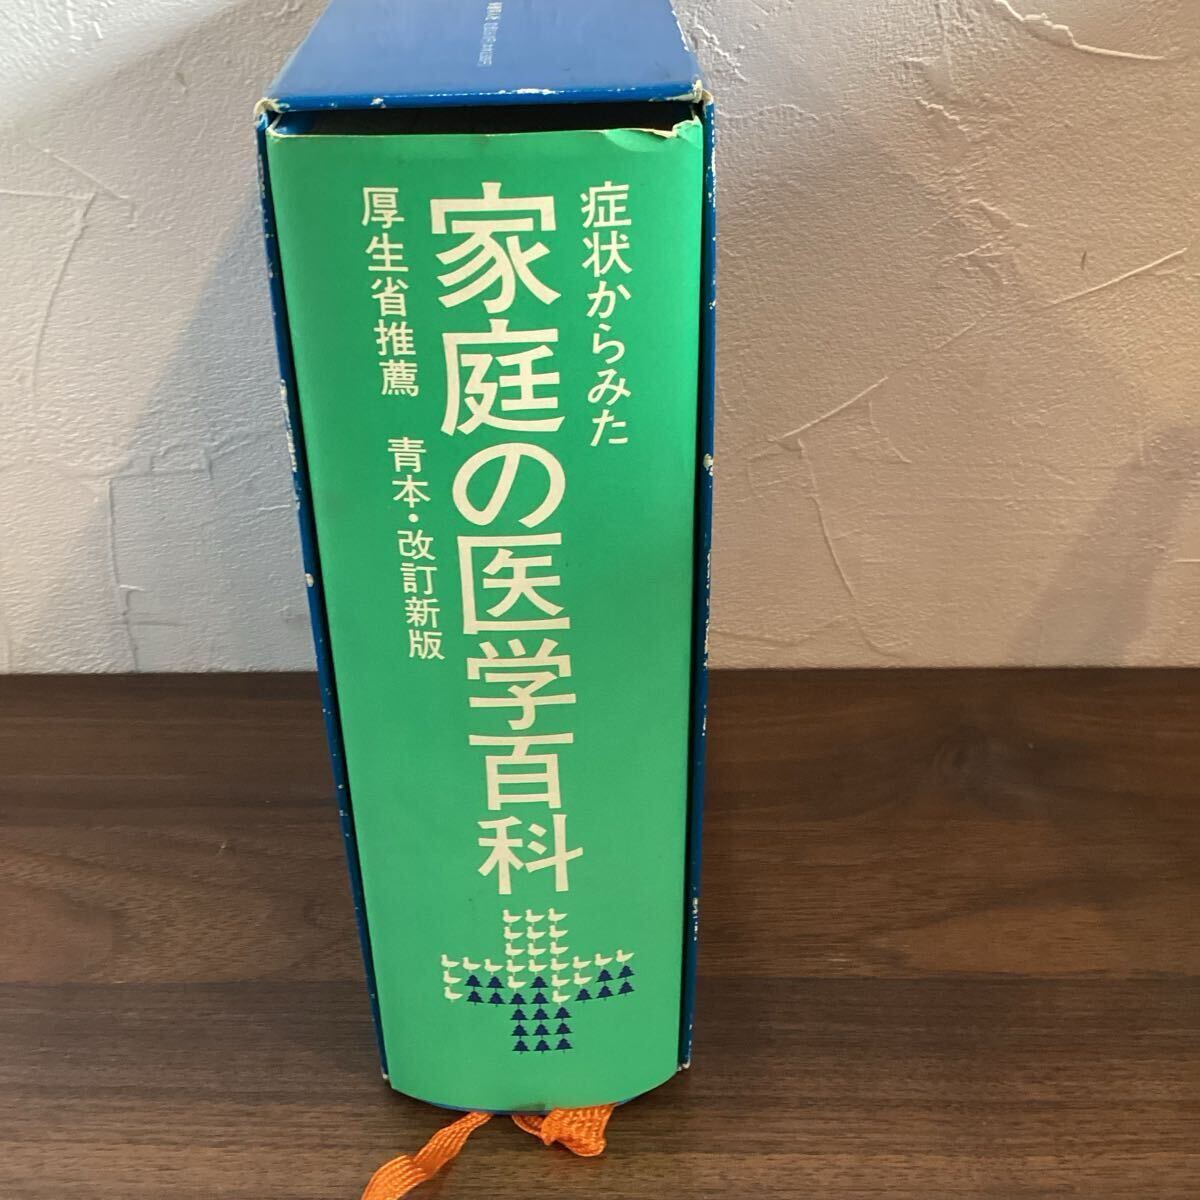 症状からみた
家庭の医学百科
厚生省推薦 青本・改訂新版